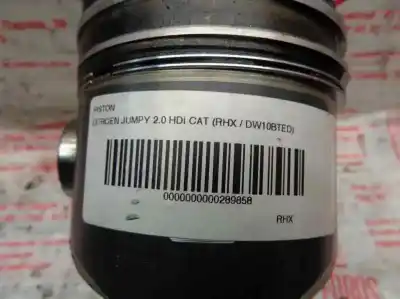 PISTON
CITROEN JUMPY 2.0 HDi CAT (RHX / DW10BTED)
0000000000289858
RHX